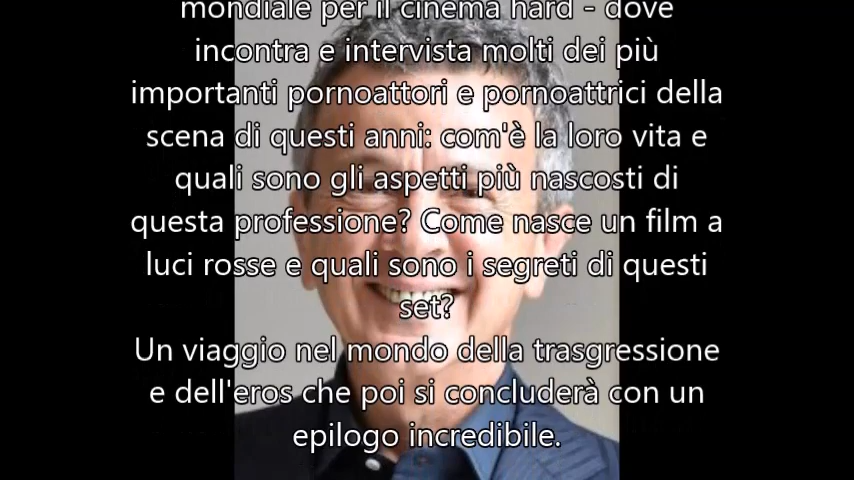 mondiale per il cinema hard - dove
incontra e intervista molti dei più
importanti pornoattori e pornoattrici della
scena di questi anni: com'è la loro vita e
quali sono gli aspetti più nascosti di
questa professione? Come nasce un film a
luci rosse e quali sono i segreti di questi
set?
Un viaggio nel mondo della trasgressione
e dell'eros che poi si concluderà con un
epilogo incredibile.